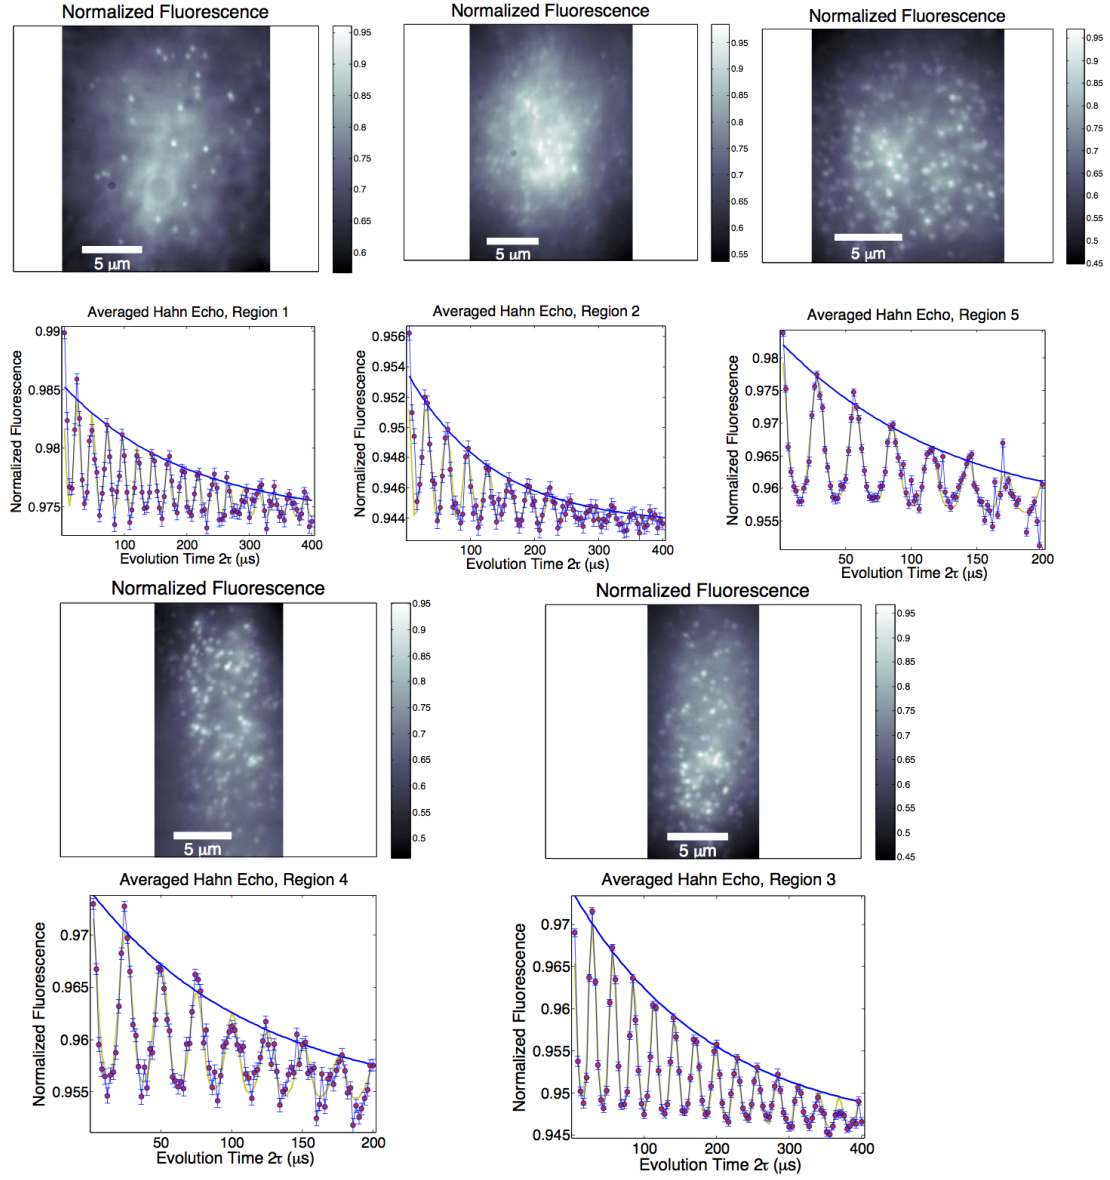 Normalized Fluorescence
0.95
0.9
0.85
0.8
0.75
0.7
0.65
0.6
5 μm
Normalized Fluorescence
0.95
0.9
0.85
0.8
0.75
0.7
0.65
0.6
0.55
5 μm
Normalized Fluorescence
0.95
0.9
0.85
0.8
0.75
0.7
0.65
0.6
0.55
0.5
0.45
5 μm
Averaged Hahn Echo, Region 1
Normalized Fluorescence
0.99
0.985
0.98
0.975
100 200 300 400
Evolution Time 2τ (μs)
Averaged Hahn Echo, Region 2
Normalized Fluorescence
0.956
0.954
0.952
0.95
0.948
0.946
0.944
100 200 300 400
Evolution Time 2τ (μs)
Averaged Hahn Echo, Region 5
Normalized Fluorescence
0.98
0.975
0.97
0.965
0.96
0.955
50 100 150 200
Evolution Time 2τ (μs)
Normalized Fluorescence
0.95
0.9
0.85
0.8
0.75
0.7
0.65
0.6
0.55
0.5
5 μm
Normalized Fluorescence
0.95
0.9
0.85
0.8
0.75
0.7
0.65
0.6
0.55
0.5
0.45
5 μm
Averaged Hahn Echo, Region 4
Normalized Fluorescence
0.97
0.965
0.96
0.955
50 100 150 200
Evolution Time 2τ (μs)
Averaged Hahn Echo, Region 3
Normalized Fluorescence
0.97
0.965
0.96
0.955
0.95
0.945
100 200 300 400
Evolution Time 2τ (μs)